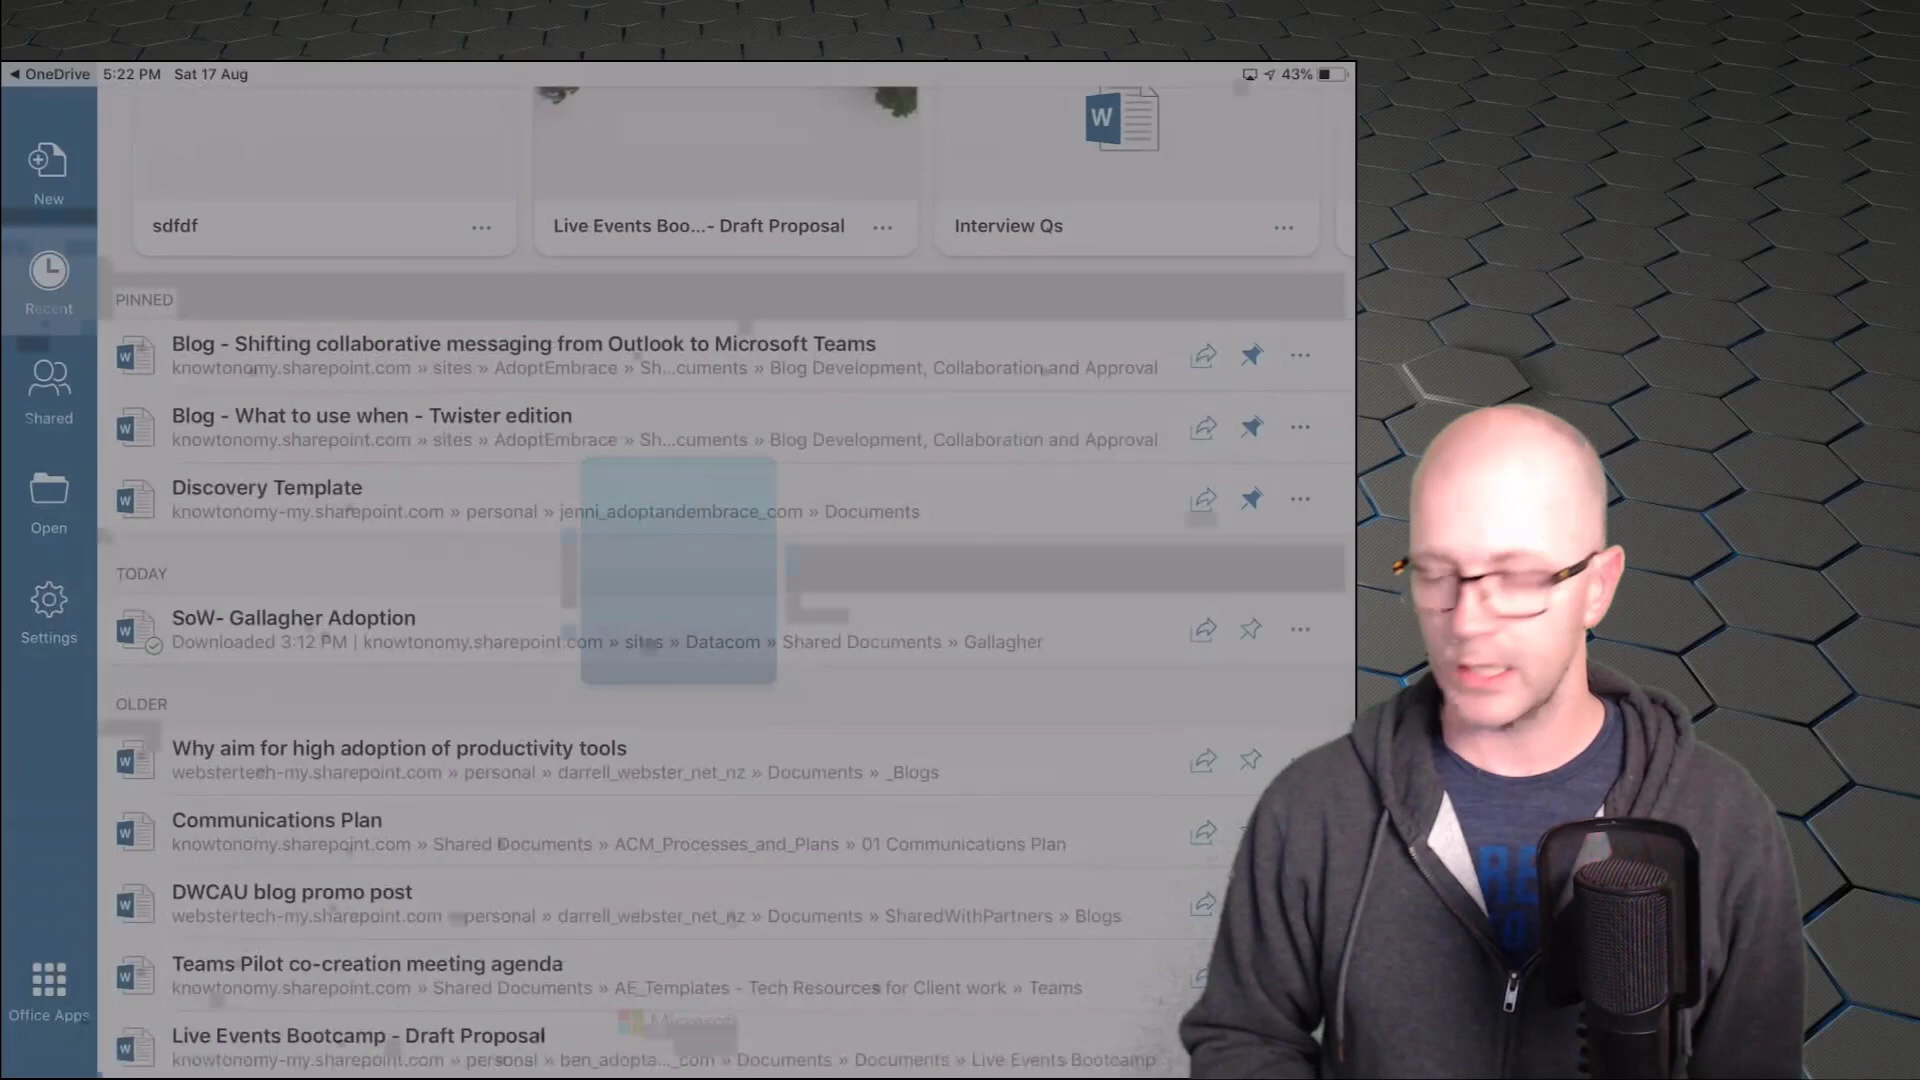 ◀ OneDrive 5:22 PM Sat 17 Aug 43%
New
Recent
Shared
Open
Settings
Office Apps
W
sdfdf
Live Events Boo...- Draft Proposal
Interview Qs
PINNED
Blog - Shifting collaborative messaging from Outlook to Microsoft Teams
knowtonomy.sharepoint.com » sites » AdoptEmbrace » Sh...cuments » Blog Development, Collaboration and Approval
Blog - What to use when - Twister edition
knowtonomy.sharepoint.com » sites » AdoptEmbrace » Sh...cuments » Blog Development, Collaboration and Approval
Discovery Template
knowtonomy-my.sharepoint.com » personal » jenni_adoptandembrace_com » Documents
TODAY
SoW- Gallagher Adoption
Downloaded 3:12 PM | knowtonomy.sharepoint.com » sites » Datacom » Shared Documents » Gallagher
OLDER
Why aim for high adoption of productivity tools
webstertech-my.sharepoint.com » personal » darrell_webster_net_nz » Documents » _Blogs
Communications Plan
knowtonomy.sharepoint.com » Shared Documents » ACM_Processes_and_Plans » 01 Communications Plan
DWCAU blog promo post
webstertech-my.sharepoint.com » personal » darrell_webster_net_nz » Documents » SharedWithPartners » Blogs
Teams Pilot co-creation meeting agenda
knowtonomy.sharepoint.com » Shared Documents » AE_Templates - Tech Resources for Client work » Teams
Microsoft
Live Events Bootcamp - Draft Proposal
knowtonomy-my.sharepoint.com » personal » ben_adopta..._com » Documents » Documents » Live Events Bootcamp